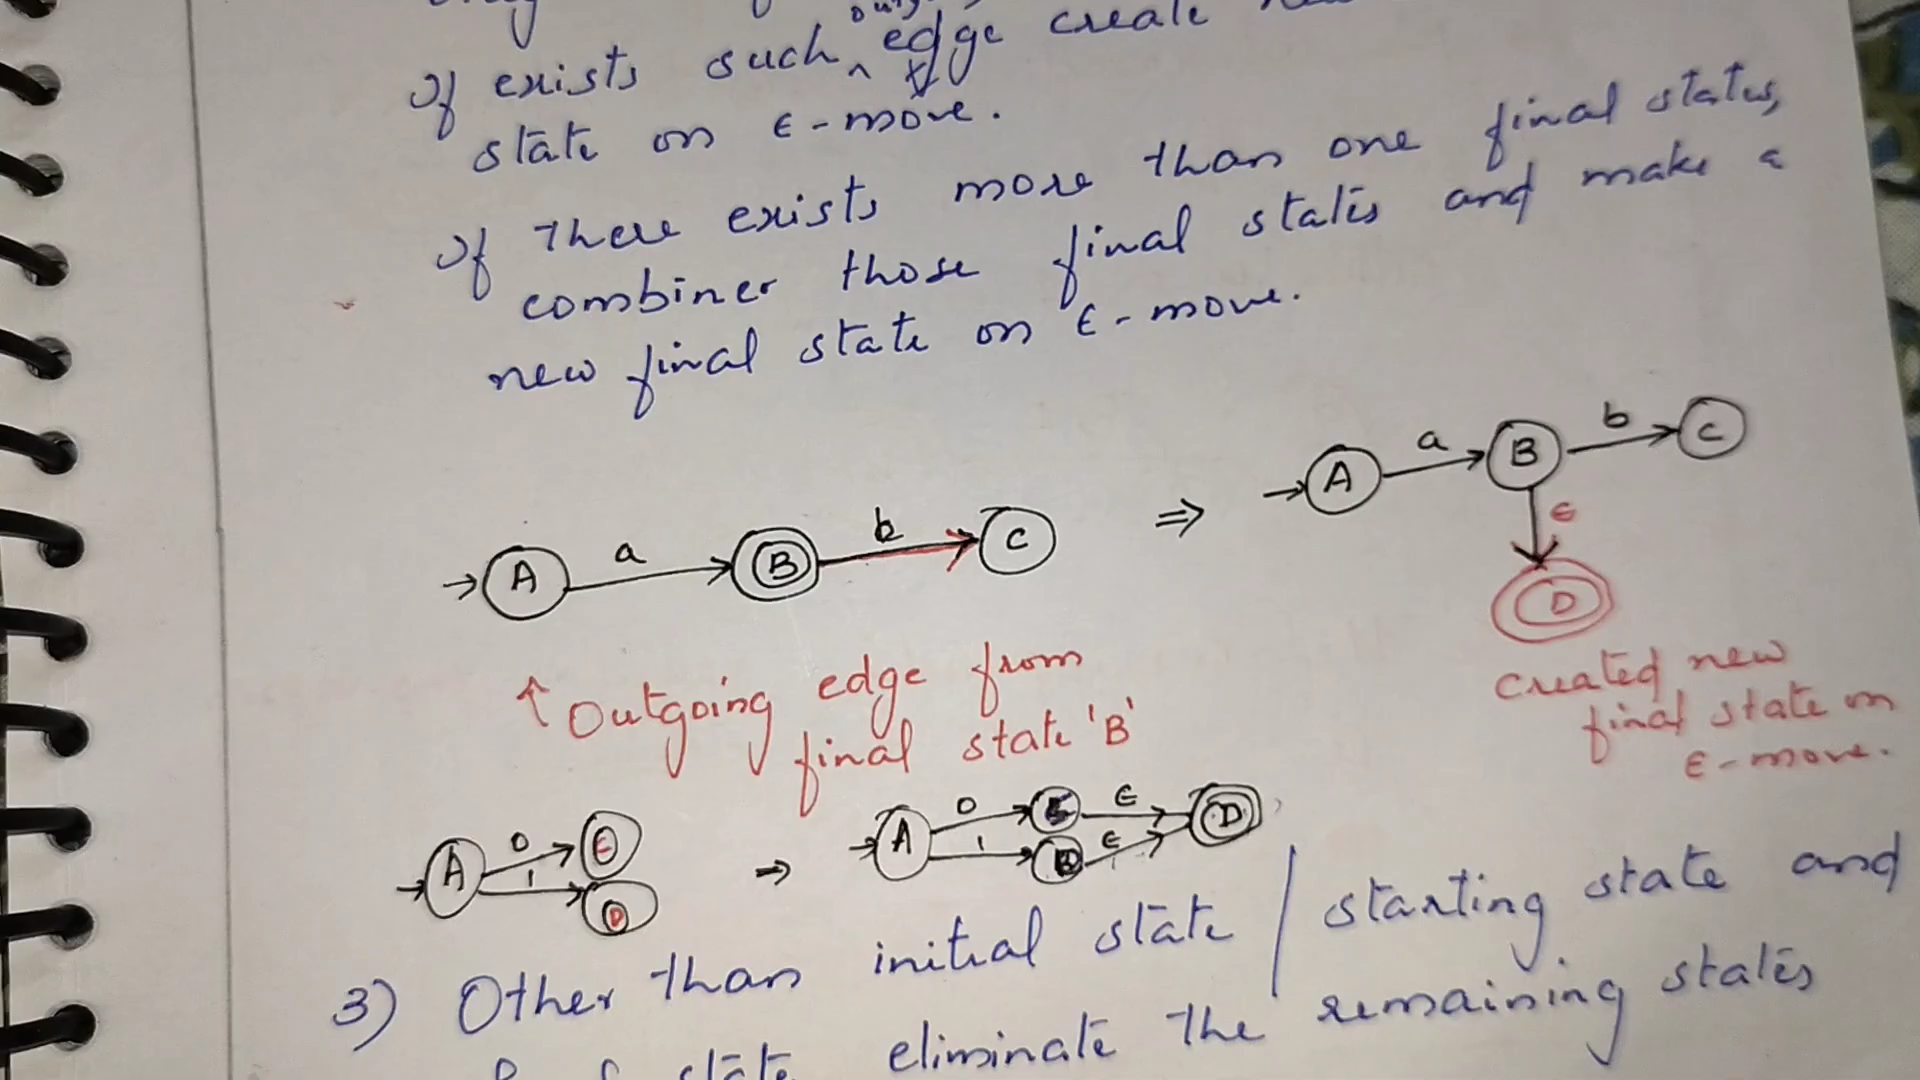 If exists such edge create
state on ε-move.
If there exists more than one final states,
combiner those final states and make a
new final state on ε-move.
A a B b C ⇒ A a B b C
ε
D
↑ Outgoing edge from
final state 'B'
created new
final state on
ε-move.
A 0 E 1 D ⇒ A 0 1 B ε ε D
3) Other than initial state / starting state and
state eliminate the remaining states